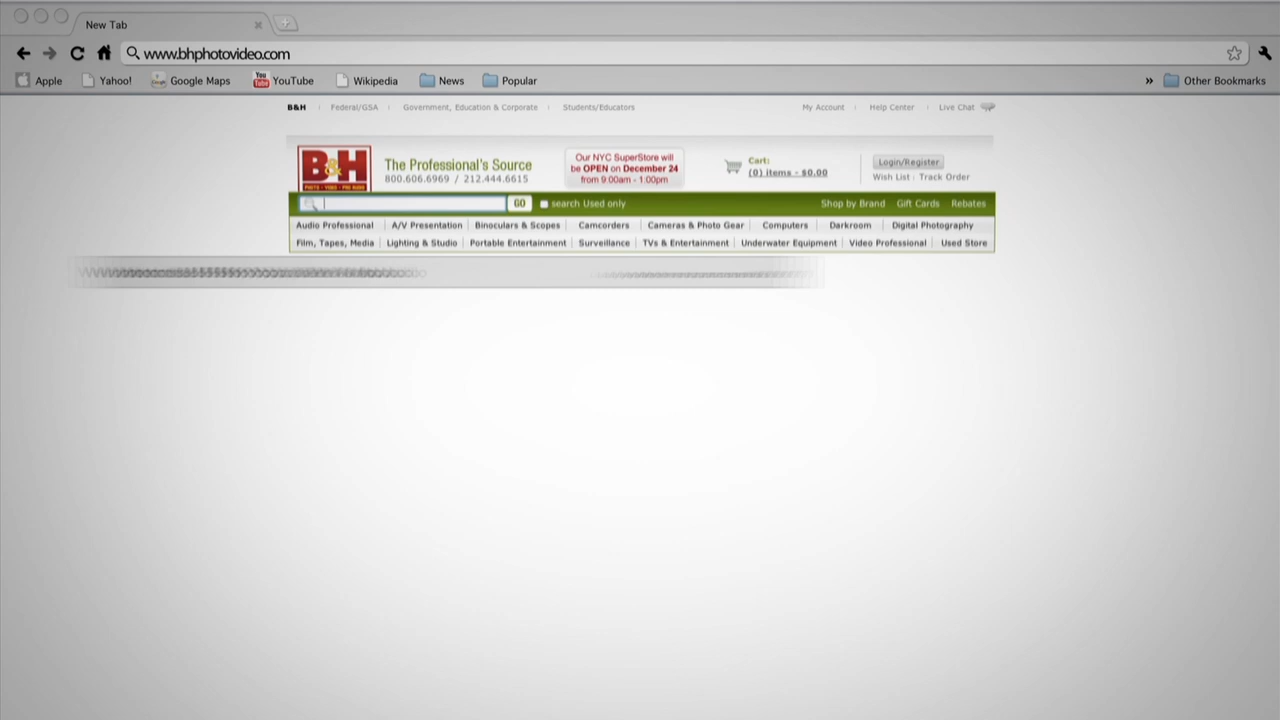 New Tab
www.bhphotovideo.com
Apple Yahoo! Google Maps YouTube Wikipedia News Popular » Other Bookmarks
B&H Federal/GSA Government, Education & Corporate Students/Educators My Account Help Center Live Chat
B&H
PHOTO - VIDEO - PRO AUDIO
The Professional's Source
800.606.6969 / 212.444.6615
Our NYC SuperStore will
be OPEN on December 24
from 9:00am - 1:00pm
Cart:
(0) items - $0.00
Login/Register
Wish List Track Order
GO search Used only Shop by Brand Gift Cards Rebates
Audio Professional A/V Presentation Binoculars & Scopes Camcorders Cameras & Photo Gear Computers Darkroom Digital Photography
Film, Tapes, Media Lighting & Studio Portable Entertainment Surveillance TVs & Entertainment Underwater Equipment Video Professional Used Store